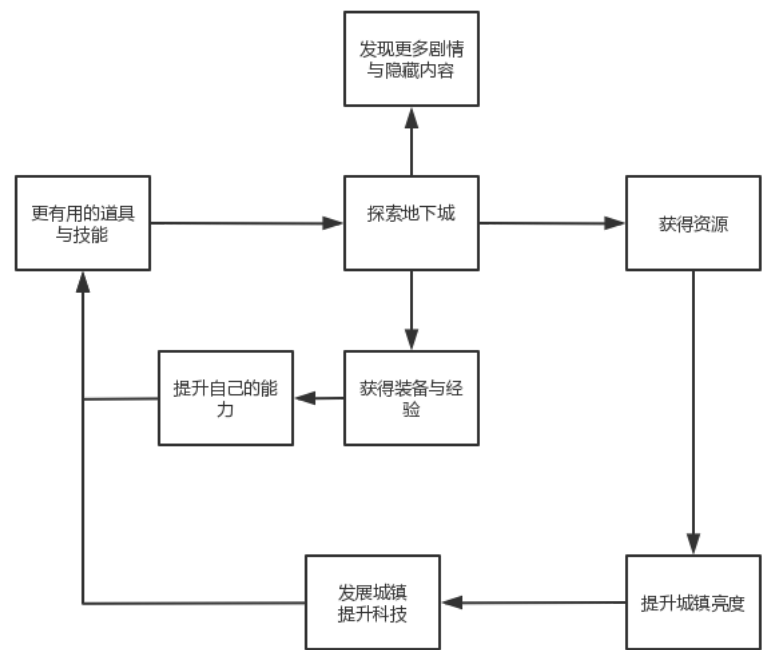 发现更多剧情
与隐藏内容
更有用的道具
与技能
探索地下城
获得资源
提升自己的能
力
获得装备与经
验
发展城镇
提升科技
提升城镇亮度